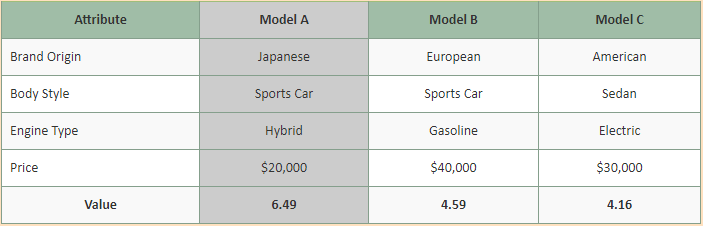 Attribute Model A Model B Model C
Brand Origin Japanese European American
Body Style Sports Car Sports Car Sedan
Engine Type Hybrid Gasoline Electric
Price $20,000 $40,000 $30,000
Value 6.49 4.59 4.16